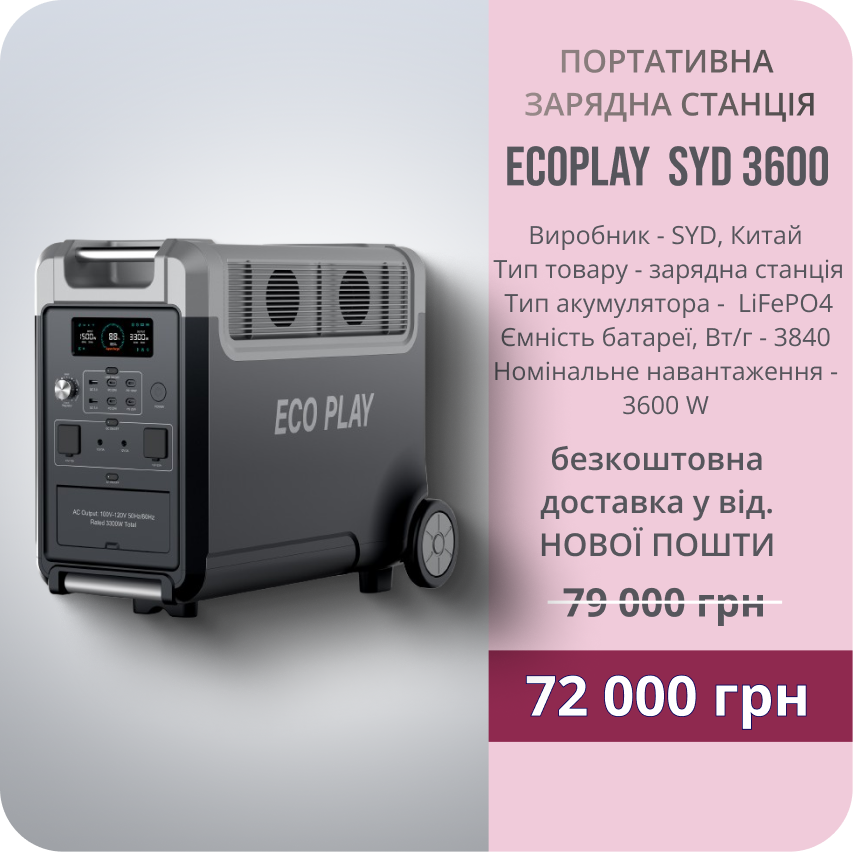 ПОРТАТИВНА
ЗАРЯДНА СТАНЦІЯ
ECOPLAY SYD 3600
Виробник - SYD, Китай
Тип товару - зарядна станція
Тип акумулятора - LiFePO4
Ємність батареї, Вт/г - 3840
Номінальне навантаження -
3600 W
безкоштовна
доставка у від.
НОВОЇ ПОШТИ
79 000 грн
72 000 грн
ECO PLAY
AC Output: 100V-120V 50Hz/60Hz
Rated 3300W Total